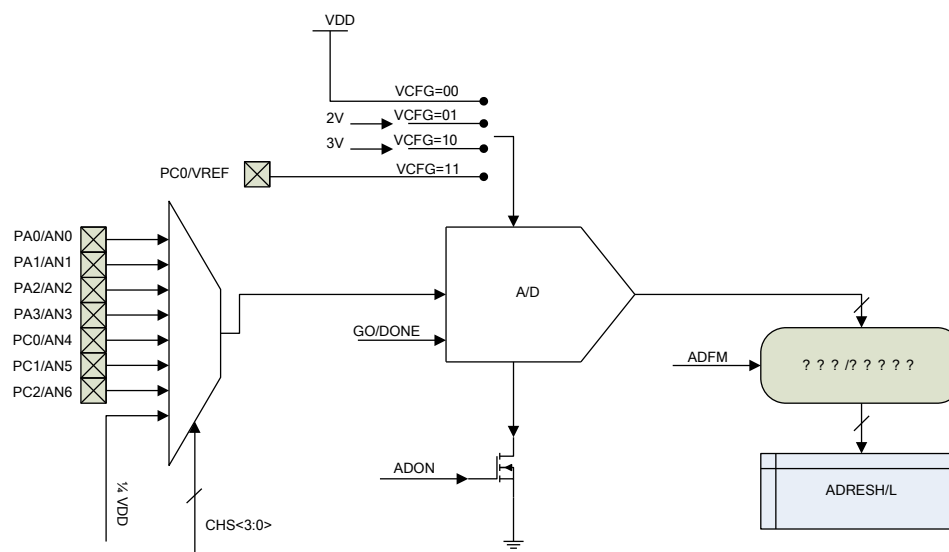 VDD
VCFG=00
2V
VCFG=01
3V
VCFG=10
PC0/VREF
VCFG=11
PA0/AN0
PA1/AN1
PA2/AN2
PA3/AN3
PC0/AN4
PC1/AN5
PC2/AN6
A/D
GO/DONE
ADFM
? ? ? /? ? ? ? ?
ADON
ADRESH/L
¼ VDD
CHS<3:0>